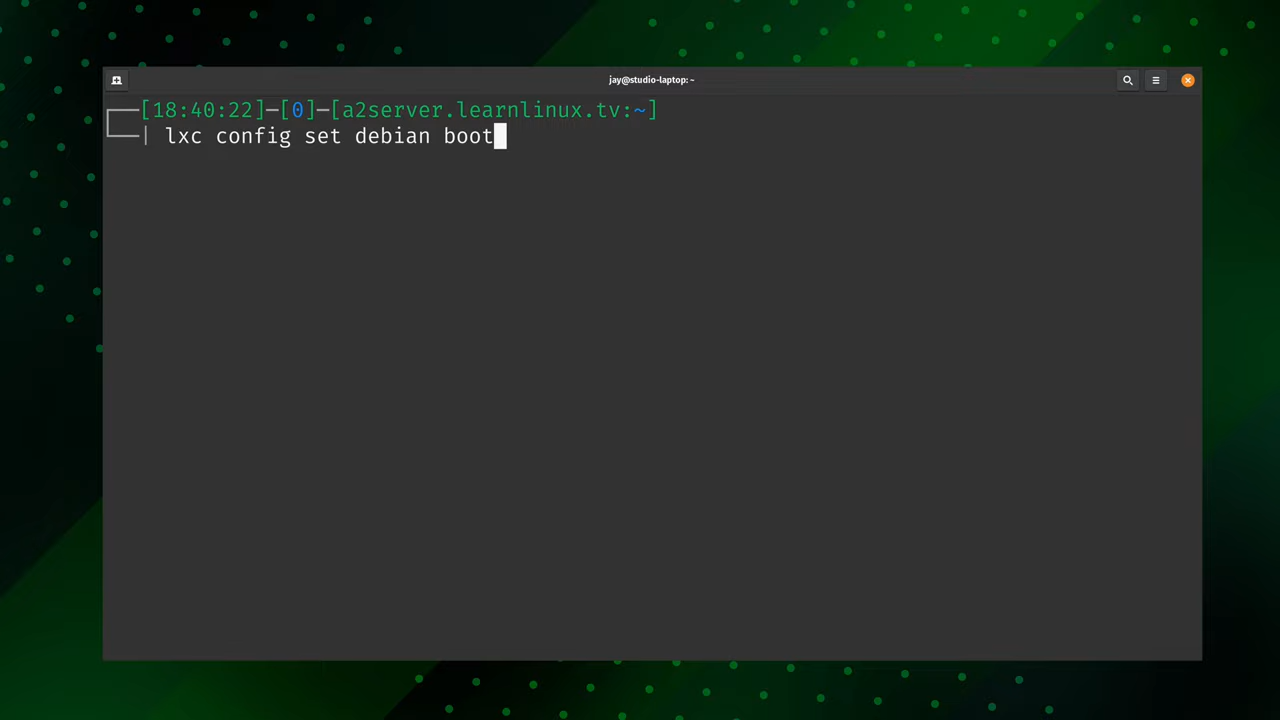 jay@studio-laptop: ~
[18:40:22]─[0]─[a2server.learnlinux.tv:~]
| lxc config set debian boot